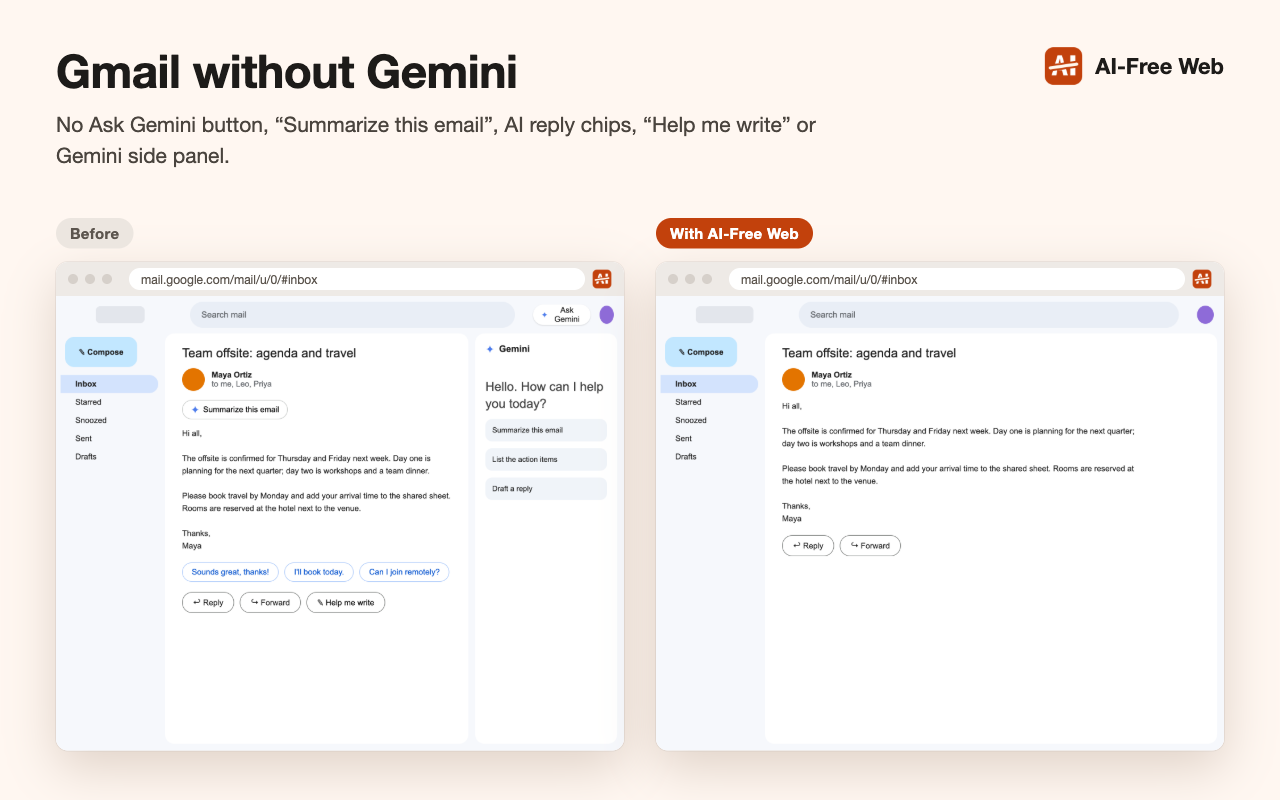 Gmail without Gemini
AI-Free Web
No Ask Gemini button, “Summarize this email”, AI reply chips, “Help me write” or
Gemini side panel.
Before
mail.google.com/mail/u/0/#inbox
AI
Search mail
Ask
Gemini
Compose
Inbox
Starred
Snoozed
Sent
Drafts
Team offsite: agenda and travel
Maya Ortiz
to me, Leo, Priya
Summarize this email
Hi all,
The offsite is confirmed for Thursday and Friday next week. Day one is
planning for the next quarter; day two is workshops and a team dinner.
Please book travel by Monday and add your arrival time to the shared sheet.
Rooms are reserved at the hotel next to the venue.
Thanks,
Maya
Sounds great, thanks!
I'll book today.
Can I join remotely?
Reply
Forward
Help me write
Gemini
Hello. How can I help
you today?
Summarize this email
List the action items
Draft a reply
With AI-Free Web
mail.google.com/mail/u/0/#inbox
AI
Search mail
Compose
Inbox
Starred
Snoozed
Sent
Drafts
Team offsite: agenda and travel
Maya Ortiz
to me, Leo, Priya
Hi all,
The offsite is confirmed for Thursday and Friday next week. Day one is planning for the next quarter;
day two is workshops and a team dinner.
Please book travel by Monday and add your arrival time to the shared sheet. Rooms are reserved at
the hotel next to the venue.
Thanks,
Maya
Reply
Forward